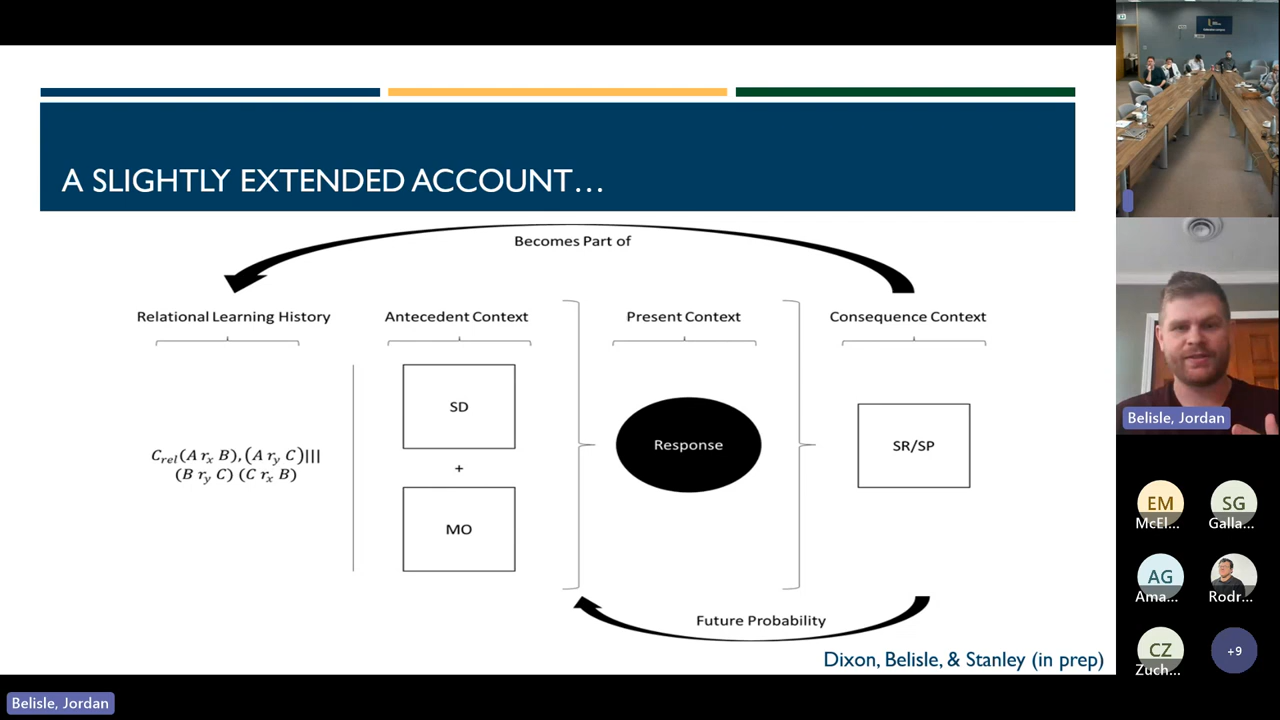 A SLIGHTLY EXTENDED ACCOUNT...
Becomes Part of
Relational Learning History
Antecedent Context
Present Context
Consequence Context
SD
+
MO
Response
SR/SP
C_rel(A r_x B),(A r_y C)|||
(B r_y C) (C r_x B)
Future Probability
Dixon, Belisle, & Stanley (in prep)
Belisle, Jordan
Belisle, Jordan
EM
McEl...
SG
Galla...
AG
Ama...
Rodr...
CZ
Zuch...
+9